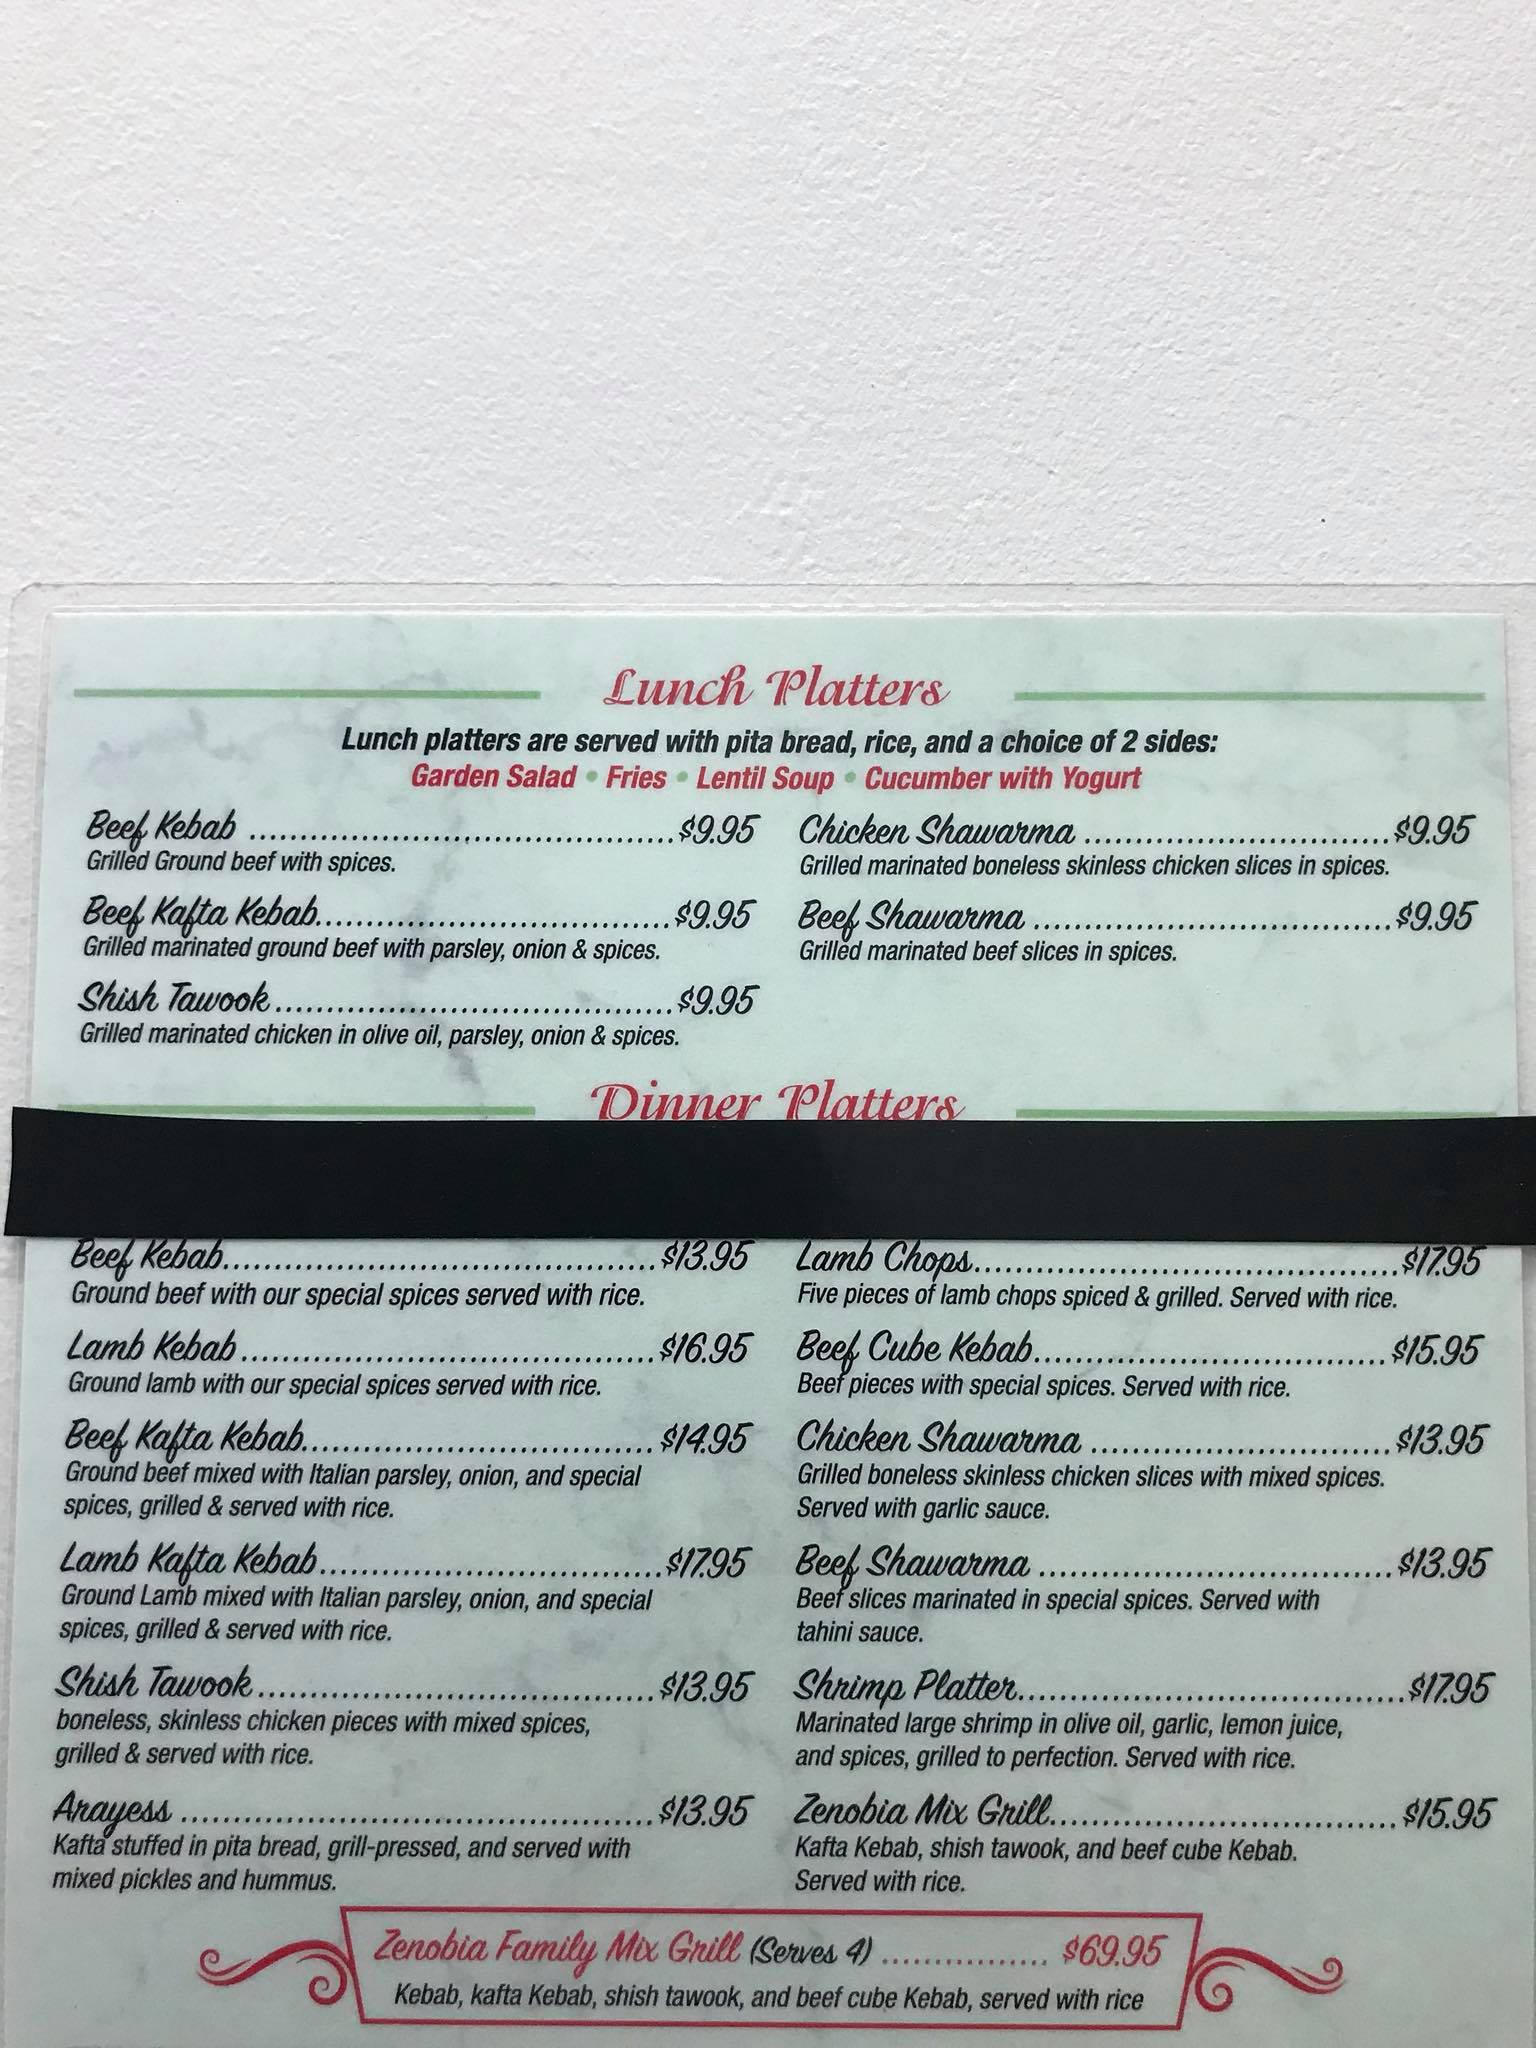 Lunch Platters
Lunch platters are served with pita bread, rice, and a choice of 2 sides:
Garden Salad • Fries • Lentil Soup • Cucumber with Yogurt
Beef Kebab ........................................ $9.95
Grilled Ground beef with spices.
Beef Kafta Kebab.................................. $9.95
Grilled marinated ground beef with parsley, onion & spices.
Shish Tawook....................................... $9.95
Grilled marinated chicken in olive oil, parsley, onion & spices.
Chicken Shawarma .............................. $9.95
Grilled marinated boneless skinless chicken slices in spices.
Beef Shawarma ................................... $9.95
Grilled marinated beef slices in spices.
Dinner Platters
Beef Kebab.......................................... $13.95
Ground beef with our special spices served with rice.
Lamb Kebab........................................ $16.95
Ground lamb with our special spices served with rice.
Beef Kafta Kebab.................................. $14.95
Ground beef mixed with Italian parsley, onion, and special
spices, grilled & served with rice.
Lamb Kafta Kebab................................. $17.95
Ground Lamb mixed with Italian parsley, onion, and special
spices, grilled & served with rice.
Shish Tawook...................................... $13.95
boneless, skinless chicken pieces with mixed spices,
grilled & served with rice.
Arayess .............................................. $13.95
Kafta stuffed in pita bread, grill-pressed, and served with
mixed pickles and hummus.
Lamb Chops......................................... $17.95
Five pieces of lamb chops spiced & grilled. Served with rice.
Beef Cube Kebab.................................. $15.95
Beef pieces with special spices. Served with rice.
Chicken Shawarma ............................. $13.95
Grilled boneless skinless chicken slices with mixed spices.
Served with garlic sauce.
Beef Shawarma .................................. $13.95
Beef slices marinated in special spices. Served with
tahini sauce.
Shrimp Platter...................................... $17.95
Marinated large shrimp in olive oil, garlic, lemon juice,
and spices, grilled to perfection. Served with rice.
Zenobia Mix Grill................................. $15.95
Kafta Kebab, shish tawook, and beef cube Kebab.
Served with rice.
Zenobia Family Mix Grill (Serves 4) ................ $69.95
Kebab, kafta Kebab, shish tawook, and beef cube Kebab, served with rice